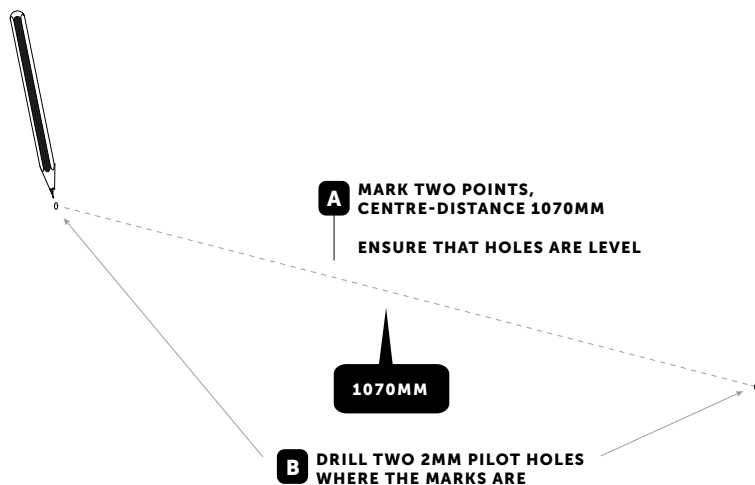 A
MARK TWO POINTS,
CENTRE-DISTANCE 1070MM
ENSURE THAT HOLES ARE LEVEL
1070MM
B
DRILL TWO 2MM PILOT HOLES
WHERE THE MARKS ARE